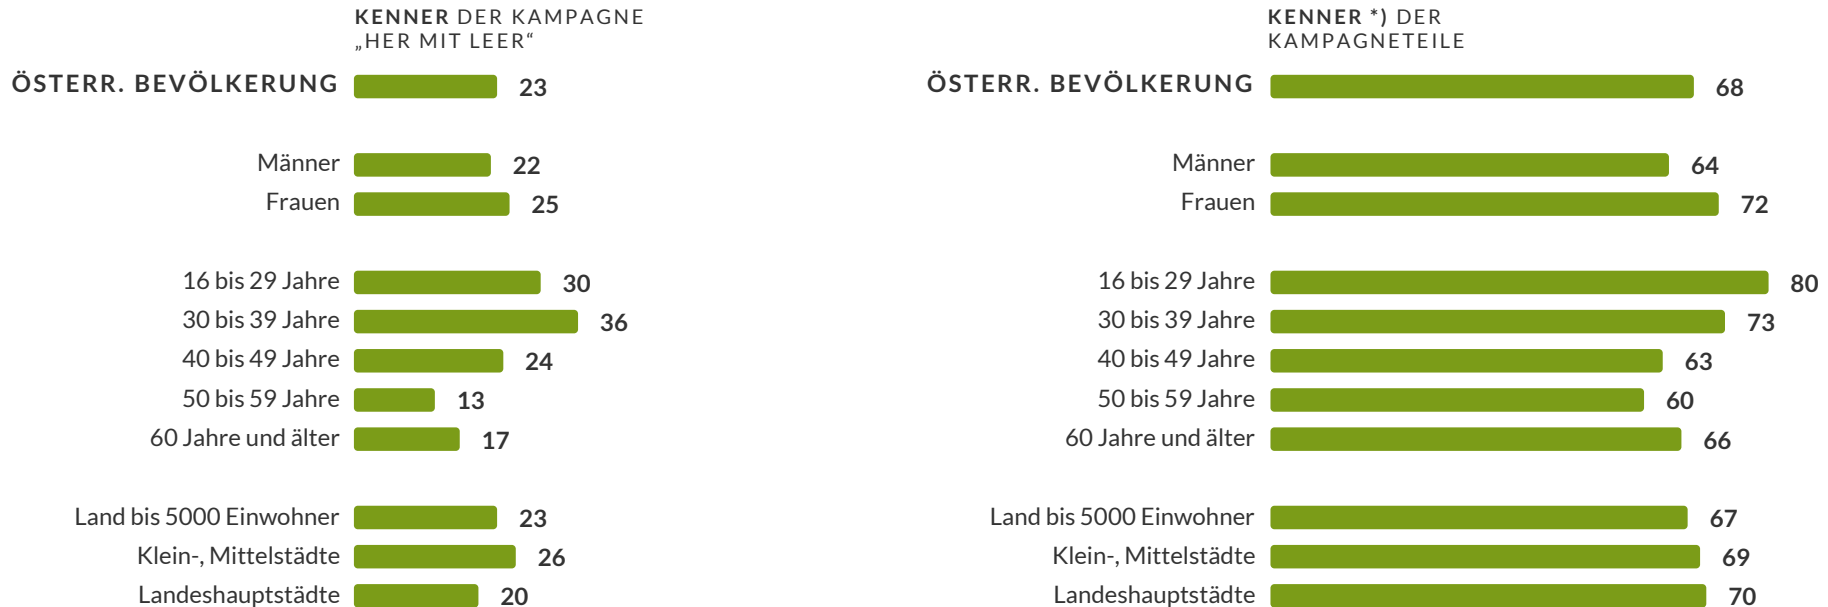 KENNER DER KAMPAGNE
„HER MIT LEER“
ÖSTERR. BEVÖLKERUNG 23
Männer 22
Frauen 25
16 bis 29 Jahre 30
30 bis 39 Jahre 36
40 bis 49 Jahre 24
50 bis 59 Jahre 13
60 Jahre und älter 17
Land bis 5000 Einwohner 23
Klein-, Mittelstädte 26
Landeshauptstädte 20
KENNER *) DER
KAMPAGNETEILE
ÖSTERR. BEVÖLKERUNG 68
Männer 64
Frauen 72
16 bis 29 Jahre 80
30 bis 39 Jahre 73
40 bis 49 Jahre 63
50 bis 59 Jahre 60
60 Jahre und älter 66
Land bis 5000 Einwohner 67
Klein-, Mittelstädte 69
Landeshauptstädte 70